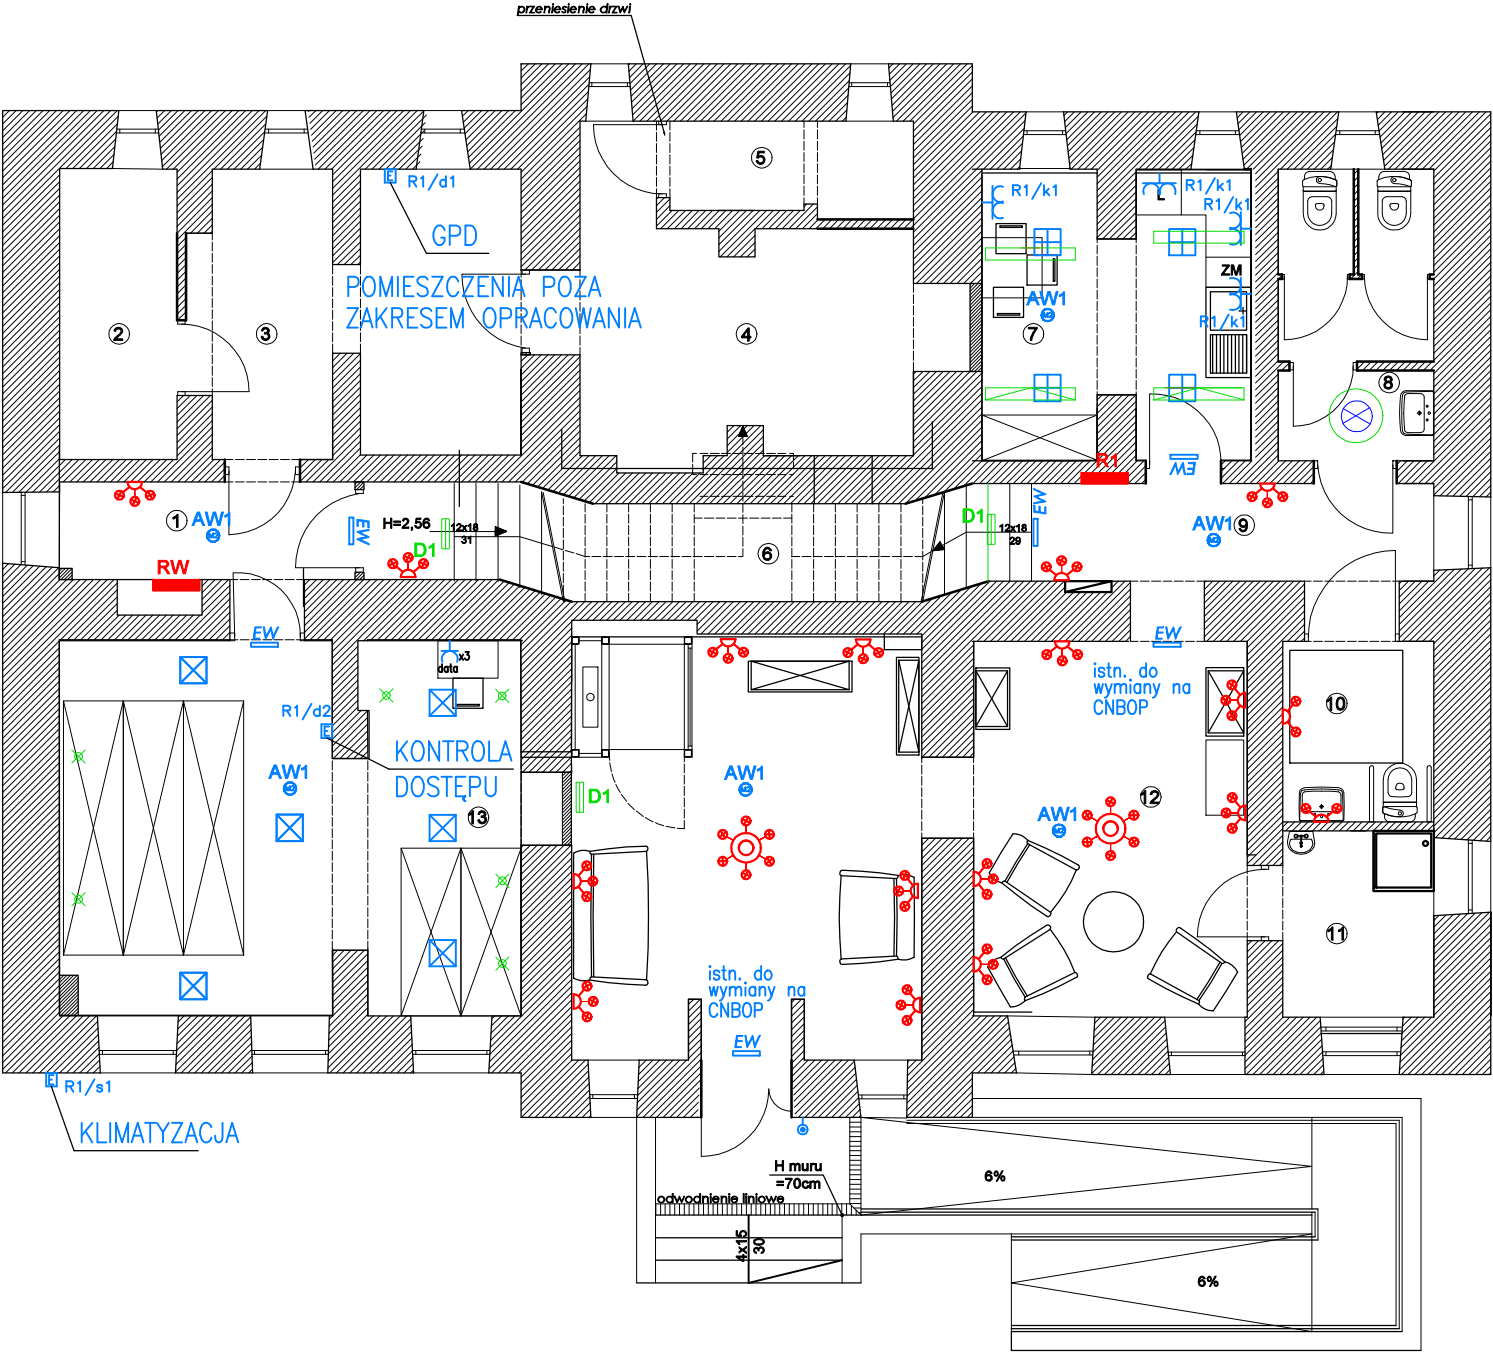 przeniesienie drzwi
R1/d1
GPD
POMIESZCZENIA POZA
ZAKRESEM OPRACOWANIA
5
R1/k1
L
R1/k1
R1/k1
ZM
R1/k1
AW1
2
3
4
7
8
1
AW1
EW
H=2,56
D1
12x18
31
6
D1
12x18
29
EW
R1
EW
AW1
9
RW
EW
data
x3
R1/d2
KONTROLA
DOSTĘPU
AW1
13
D1
AW1
EW
istn. do
wymiany na
CNBOP
10
12
AW1
11
istn. do
wymiany na
CNBOP
EW
E
R1/s1
KLIMATYZACJA
H muru
=70cm
odwodnienie liniowe
4x15
30
6%
6%